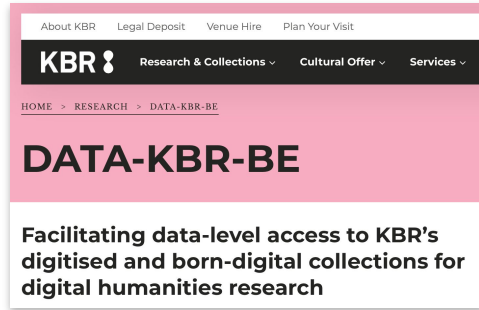 About KBR Legal Deposit Venue Hire Plan Your Visit
KBR Research & Collections Cultural Offer Services
HOME > RESEARCH > DATA-KBR-BE
DATA-KBR-BE
Facilitating data-level access to KBR's
digitised and born-digital collections for
digital humanities research